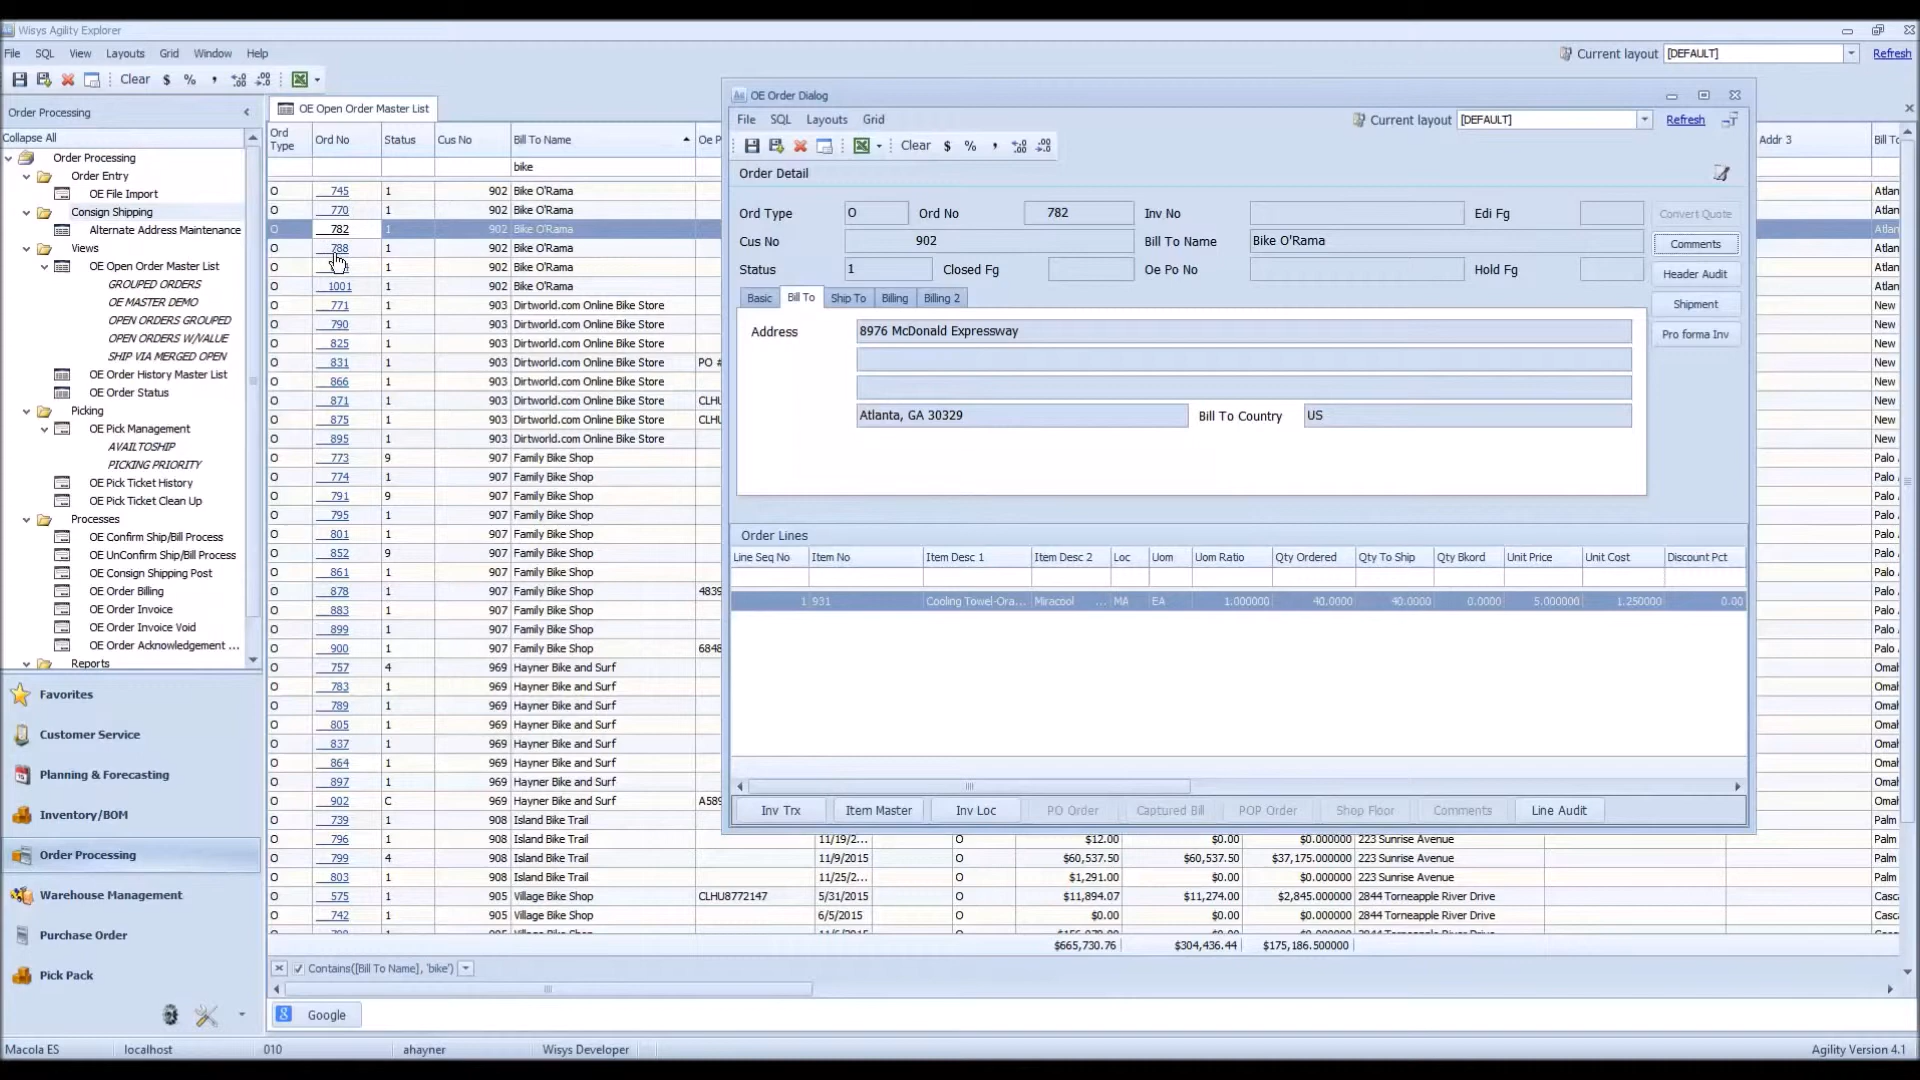 Wisys Agility Explorer
File SQL View Layouts Grid Window Help
Current layout [DEFAULT] Refresh
Clear $ % ,
Order Processing
Collapse All
Order Processing
Order Entry
OE File Import
Consign Shipping
Alternate Address Maintenance
Views
OE Open Order Master List
GROUPED ORDERS
OE MASTER DEMO
OPEN ORDERS GROUPED
OPEN ORDERS W/VALUE
SHIP VIA MERGED OPEN
OE Order History Master List
OE Order Status
Picking
OE Pick Management
AVAILTOSHIP
PICKING PRIORITY
OE Pick Ticket History
OE Pick Ticket Clean Up
Processes
OE Confirm Ship/Bill Process
OE UnConfirm Ship/Bill Process
OE Consign Shipping Post
OE Order Billing
OE Order Invoice
OE Order Invoice Void
OE Order Acknowledgement ...
Reports
Favorites
Customer Service
Planning & Forecasting
Inventory/BOM
Order Processing
Warehouse Management
Purchase Order
Pick Pack
OE Open Order Master List
Ord Type Ord No Status Cus No Bill To Name Oe P Addr 3 Bill To
bike
O 745 1 902 Bike O'Rama Atlan
O 770 1 902 Bike O'Rama Atlan
O 782 1 902 Bike O'Rama Atlan
O 788 1 902 Bike O'Rama Atlan
O 1 902 Bike O'Rama Atlan
O 1001 1 902 Bike O'Rama Atlan
O 771 1 903 Dirtworld.com Online Bike Store New
O 790 1 903 Dirtworld.com Online Bike Store New
O 825 1 903 Dirtworld.com Online Bike Store New
O 831 1 903 Dirtworld.com Online Bike Store PO # New
O 866 1 903 Dirtworld.com Online Bike Store New
O 871 1 903 Dirtworld.com Online Bike Store CLHU New
O 875 1 903 Dirtworld.com Online Bike Store CLHU New
O 895 1 903 Dirtworld.com Online Bike Store New
O 773 9 907 Family Bike Shop Palo
O 774 1 907 Family Bike Shop Palo
O 791 9 907 Family Bike Shop Palo
O 795 1 907 Family Bike Shop Palo
O 801 1 907 Family Bike Shop Palo
O 852 9 907 Family Bike Shop Palo
O 861 1 907 Family Bike Shop Palo
O 878 1 907 Family Bike Shop 4839 Palo
O 883 1 907 Family Bike Shop Palo
O 899 1 907 Family Bike Shop Palo
O 900 1 907 Family Bike Shop 6848 Palo
O 757 4 969 Hayner Bike and Surf Omah
O 783 1 969 Hayner Bike and Surf Omah
O 789 1 969 Hayner Bike and Surf Omah
O 805 1 969 Hayner Bike and Surf Omah
O 837 1 969 Hayner Bike and Surf Omah
O 864 1 969 Hayner Bike and Surf Omah
O 897 1 969 Hayner Bike and Surf Omah
O 902 C 969 Hayner Bike and Surf A589 Omah
O 739 1 908 Island Bike Trail Palm
O 796 1 908 Island Bike Trail 11/19/2... O $12.00 $0.00 $0.000000 223 Sunrise Avenue Palm
O 799 4 908 Island Bike Trail 11/9/2015 O $60,537.50 $60,537.50 $37,175.000000 223 Sunrise Avenue Palm
O 803 1 908 Island Bike Trail 11/25/2... O $1,291.00 $0.00 $0.000000 223 Sunrise Avenue Palm
O 575 1 905 Village Bike Shop CLHU8772147 5/31/2015 O $11,894.07 $11,274.00 $2,845.000000 2844 Torneapple River Drive Casc
O 742 1 905 Village Bike Shop 6/5/2015 O $0.00 $0.00 $0.000000 2844 Torneapple River Drive Casc
$665,730.76 $304,436.44 $175,186.500000
Contains([Bill To Name], 'bike')
Google
Macola ES localhost 010 ahayner Wisys Developer Agility Version 4.1
OE Order Dialog
File SQL Layouts Grid
Current layout [DEFAULT] Refresh
Clear $ % ,
Order Detail
Ord Type O Ord No 782 Inv No Edi Fg
Convert Quote
Cus No 902 Bill To Name Bike O'Rama
Comments
Status 1 Closed Fg Oe Po No Hold Fg
Header Audit
Basic Bill To Ship To Billing Billing 2
Shipment
Pro forma Inv
Address 8976 McDonald Expressway
Atlanta, GA 30329 Bill To Country US
Order Lines
Line Seq No Item No Item Desc 1 Item Desc 2 Loc Uom Uom Ratio Qty Ordered Qty To Ship Qty Bkord Unit Price Unit Cost Discount Pct
1 931 Cooling Towel-Ora... Miracool ... MA EA 1.000000 40.0000 40.0000 0.0000 5.000000 1.250000 0.00
Inv Trx Item Master Inv Loc PO Order Captured Bill POP Order Shop Floor Comments Line Audit